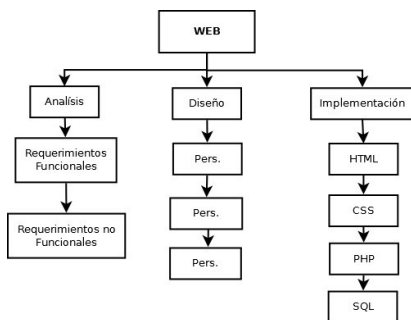 WEB
Analísis
Diseño
Implementación
Requerimientos
Funcionales
Pers.
HTML
Requerimientos no
Funcionales
Pers.
CSS
Pers.
PHP
SQL